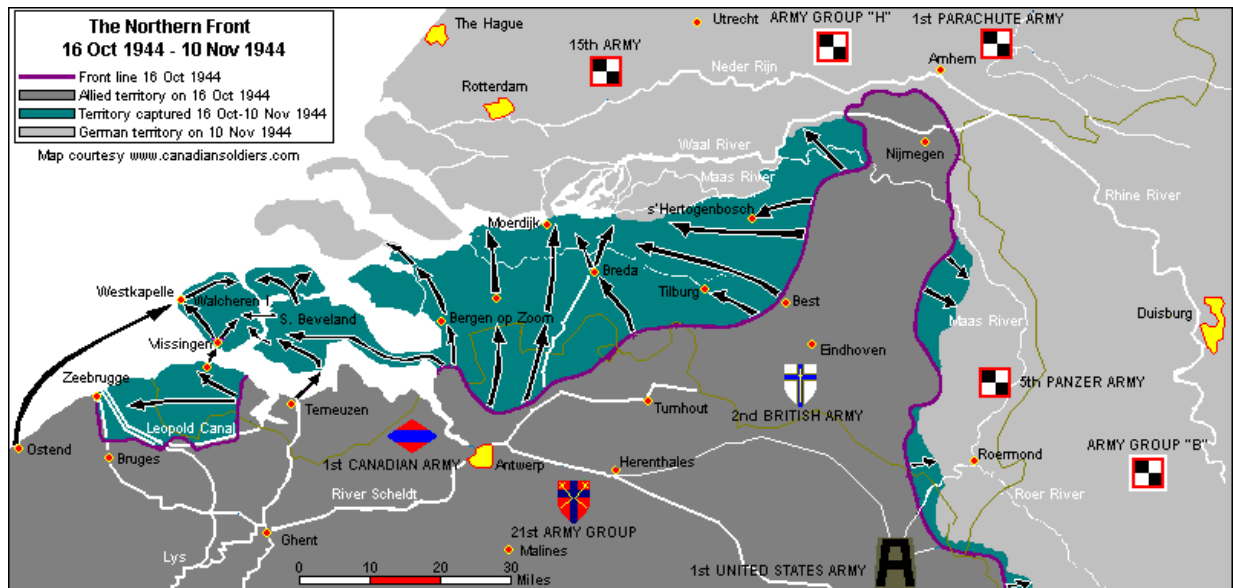 The Northern Front
16 Oct 1944 - 10 Nov 1944
Front line 16 Oct 1944
Allied territory on 16 Oct 1944
Territory captured 16 Oct-10 Nov 1944
German territory on 10 Nov 1944
Map courtesy www.canadiansoldiers.com
The Hague
Utrecht
ARMY GROUP "H"
1st PARACHUTE ARMY
15th ARMY
Neder Rijn
Arnhem
Rotterdam
Waal River
Nijmegen
Maas River
Rhine River
s'Hertogenbosch
Moerdijk
Breda
Tilburg
Best
Westkapelle
Walcheren I.
S. Beveland
Bergen op Zoom
Duisburg
Maas River
Vlissingen
Eindhoven
Zeebrugge
5th PANZER ARMY
Terneuzen
Turnhout
2nd BRITISH ARMY
Leopold Canal
Ostend
Bruges
1st CANADIAN ARMY
Antwerp
Herenthales
Roermond
ARMY GROUP "B"
River Scheldt
Roer River
21st ARMY GROUP
Ghent
Malines
Lys
1st UNITED STATES ARMY
A
0 10 20 30
Miles